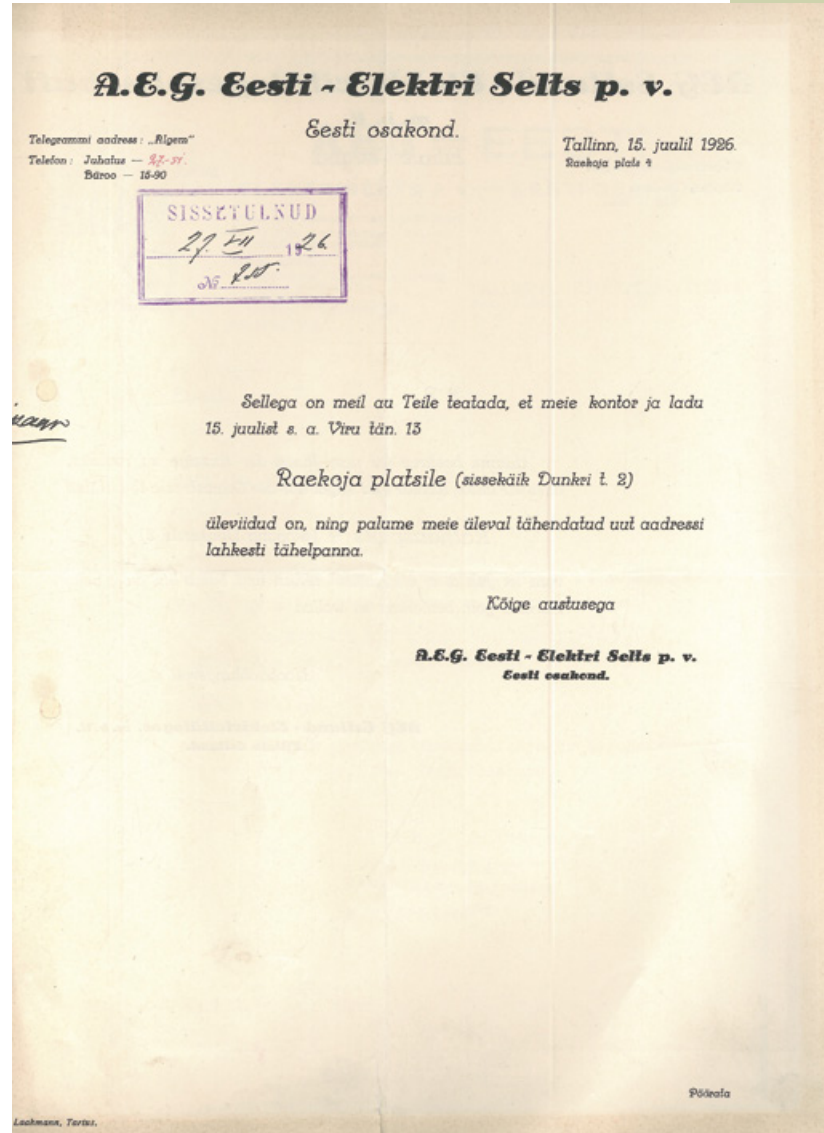 A.E.G. Eesti - Elektri Selts p. v.
Eesti osakond.
Telegrammi aadress: „Algem”
Telefon: Juhatus — 27-51.
Büroo — 15-90
Tallinn, 15. juulil 1926.
Raekoja plats 4
SISSETULNUD
27. VII 1926.
№
Sellega on meil au Teile teatada, et meie kontor ja ladu
15. juulist s. a. Viru tän. 13
Raekoja platsile (sissekäik Dunkri t. 2)
üleviidud on, ning palume meie üleval tähendatud uut aadressi
lahkesti tähelpanna.
Kõige austusega
A.E.G. Eesti - Elektri Selts p. v.
Eesti osakond.
Pöörata
Laakmann, Tartus.